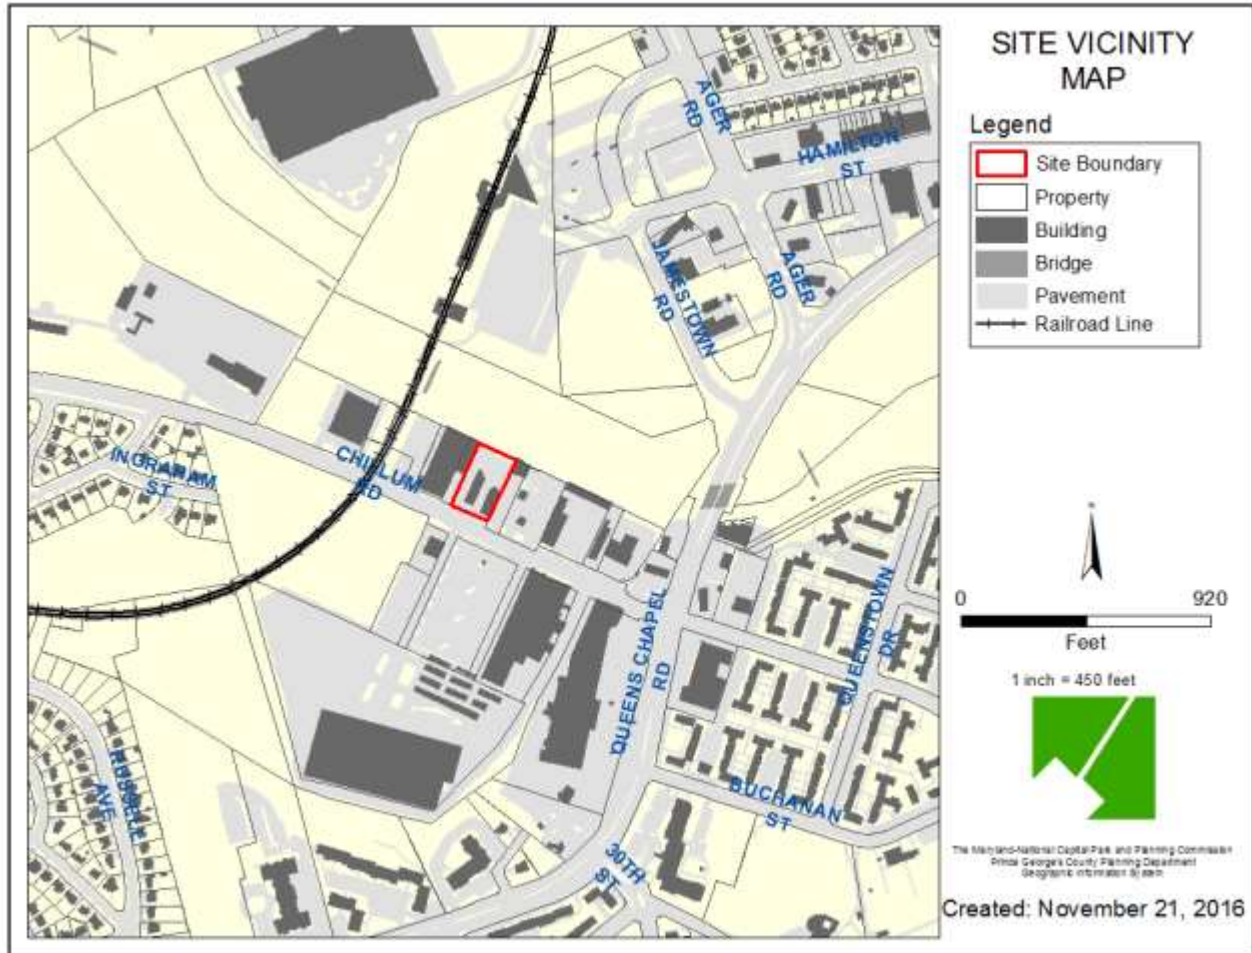 SITE VICINITY
MAP
Legend
Site Boundary
Property
Building
Bridge
Pavement
Railroad Line
AGER
RD
HAMILTON
ST
JAMESTOWN
RD
AGER
RD
CHILLUM
RD
INGRAHAM
ST
QUEENS CHAPEL
RD
QUEENSTOWN
DR
BUCHANAN
ST
30TH
ST
AVE
0
920
Feet
1 inch = 450 feet
The Maryland-National Capital Park and Planning Commission
Prince George's County Planning Department
Geographic Information System
Created: November 21, 2016